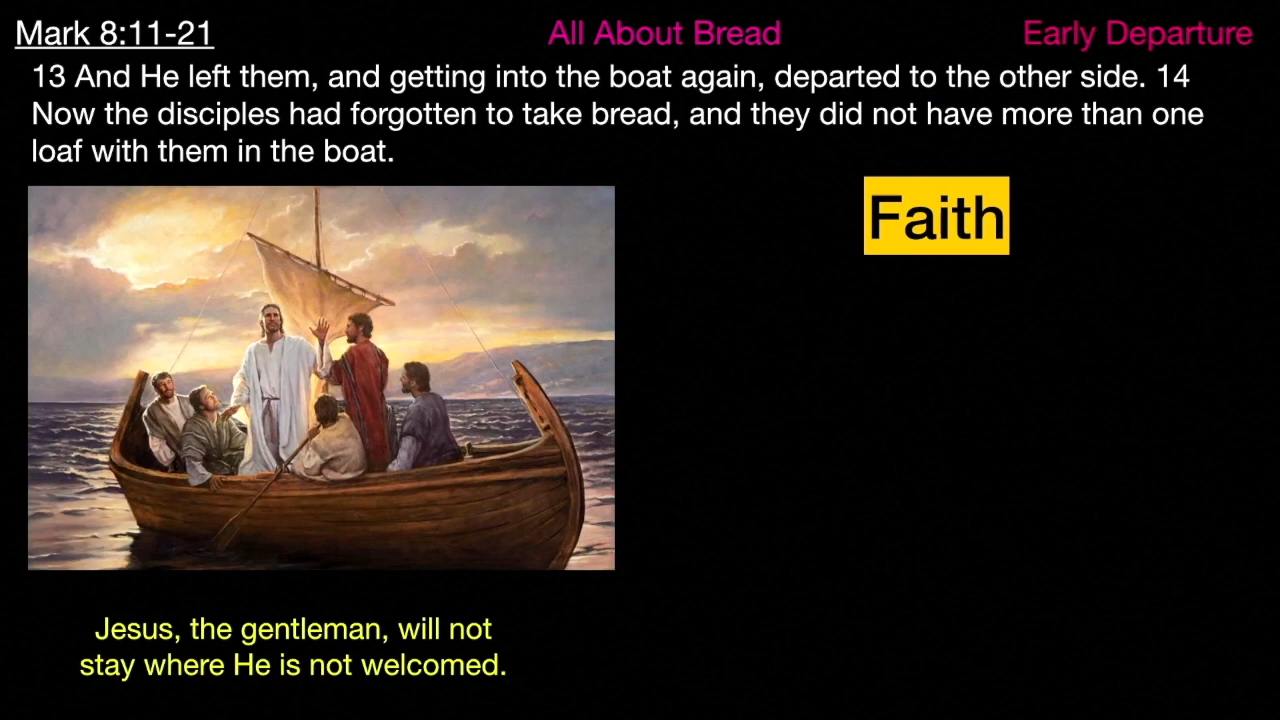 Mark 8:11-21
All About Bread
Early Departure
13 And He left them, and getting into the boat again, departed to the other side. 14
Now the disciples had forgotten to take bread, and they did not have more than one
loaf with them in the boat.
Faith
Jesus, the gentleman, will not
stay where He is not welcomed.